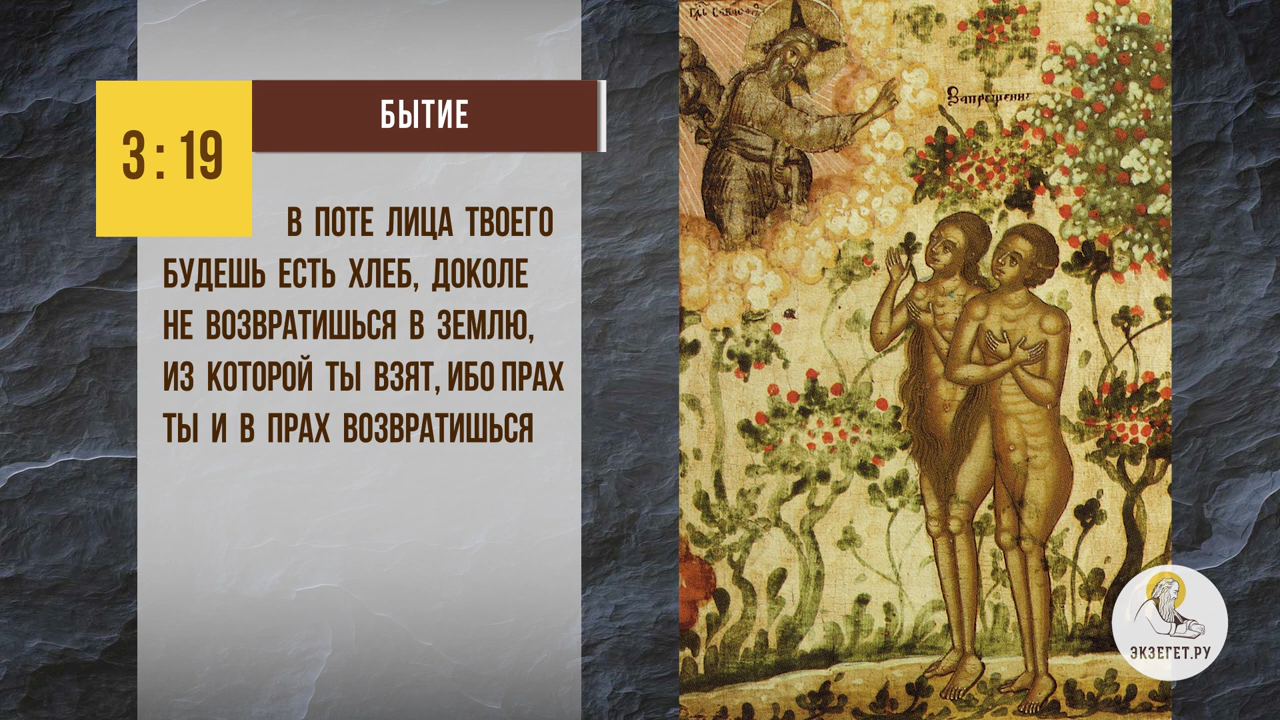 БЫТИЕ
3:19
В ПОТЕ ЛИЦА ТВОЕГО
БУДЕШЬ ЕСТЬ ХЛЕБ, ДОКОЛЕ
НЕ ВОЗВРАТИШЬСЯ В ЗЕМЛЮ,
ИЗ КОТОРОЙ ТЫ ВЗЯТ, ИБО ПРАХ
ТЫ И В ПРАХ ВОЗВРАТИШЬСЯ
Запрещение
ЭКЗЕГЕТ.РУ